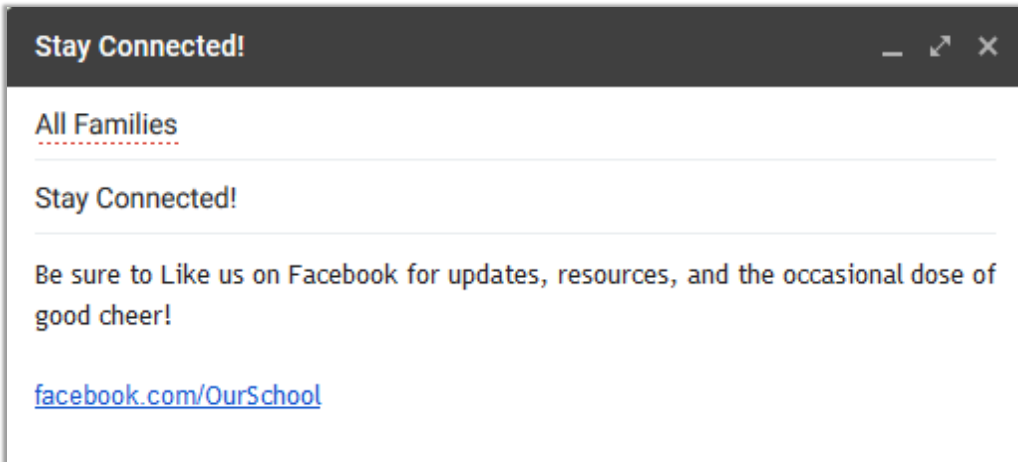 Stay Connected!
All Families
Stay Connected!
Be sure to Like us on Facebook for updates, resources, and the occasional dose of
good cheer!
facebook.com/OurSchool